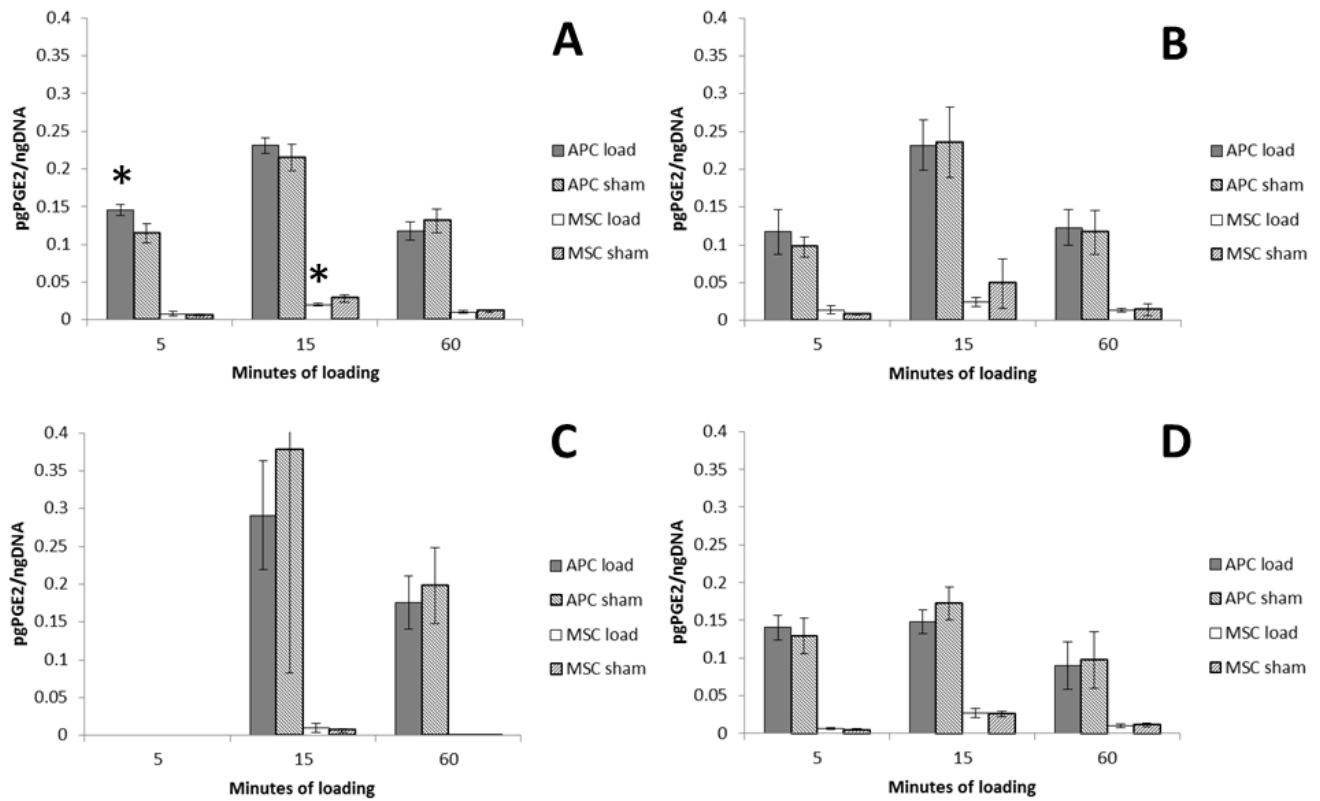 A
pgPGE2/ngDNA
0.4
0.35
0.3
0.25
0.2
0.15
0.1
0.05
0
*
*
5 15 60
Minutes of loading
APC load
APC sham
MSC load
MSC sham
B
pgPGE2/ngDNA
0.4
0.35
0.3
0.25
0.2
0.15
0.1
0.05
0
5 15 60
Minutes of loading
APC load
APC sham
MSC load
MSC sham
C
pgPGE2/ngDNA
0.4
0.35
0.3
0.25
0.2
0.15
0.1
0.05
0
5 15 60
Minutes of loading
APC load
APC sham
MSC load
MSC sham
D
pgPGE2/ngDNA
0.4
0.35
0.3
0.25
0.2
0.15
0.1
0.05
0
5 15 60
Minutes of loading
APC load
APC sham
MSC load
MSC sham